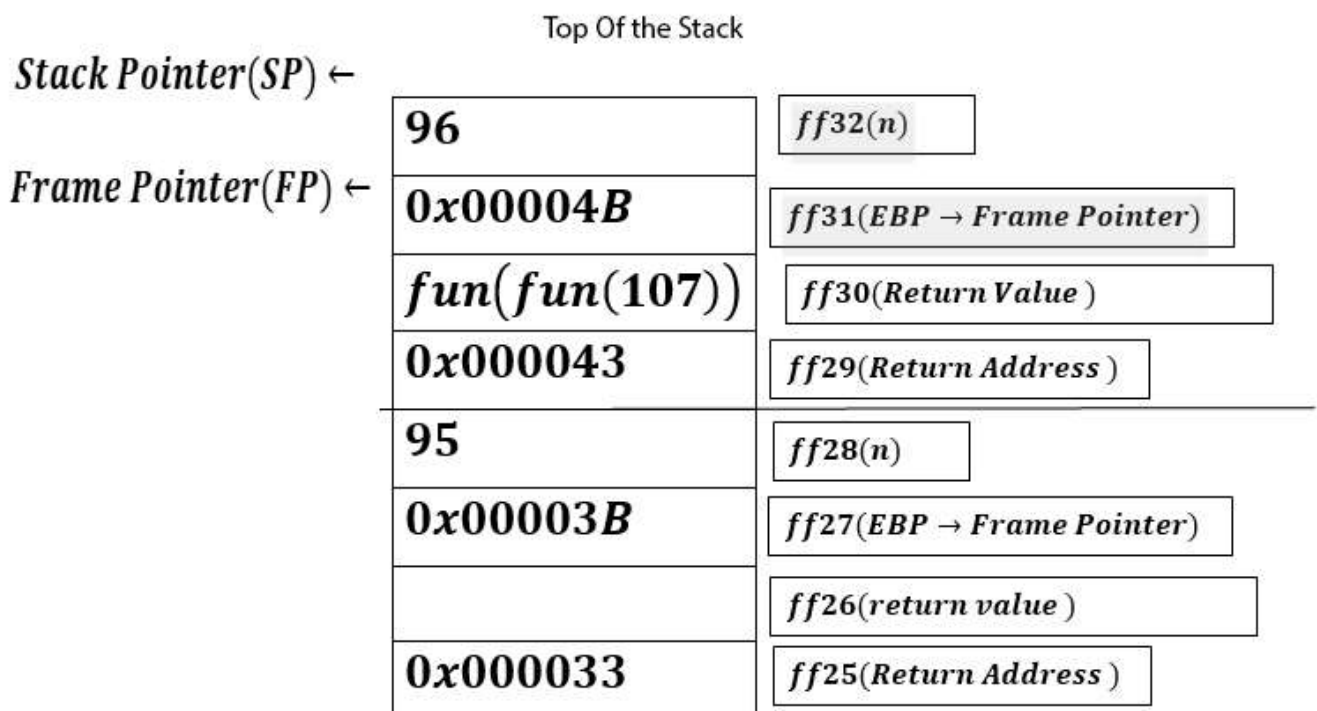 Top Of the Stack
Stack Pointer(SP) ←
96
ff32(n)
Frame Pointer(FP) ←
0x00004B
ff31(EBP → Frame Pointer)
fun(fun(107))
ff30(Return Value )
0x000043
ff29(Return Address )
95
ff28(n)
0x00003B
ff27(EBP → Frame Pointer)
ff26(return value )
0x000033
ff25(Return Address )